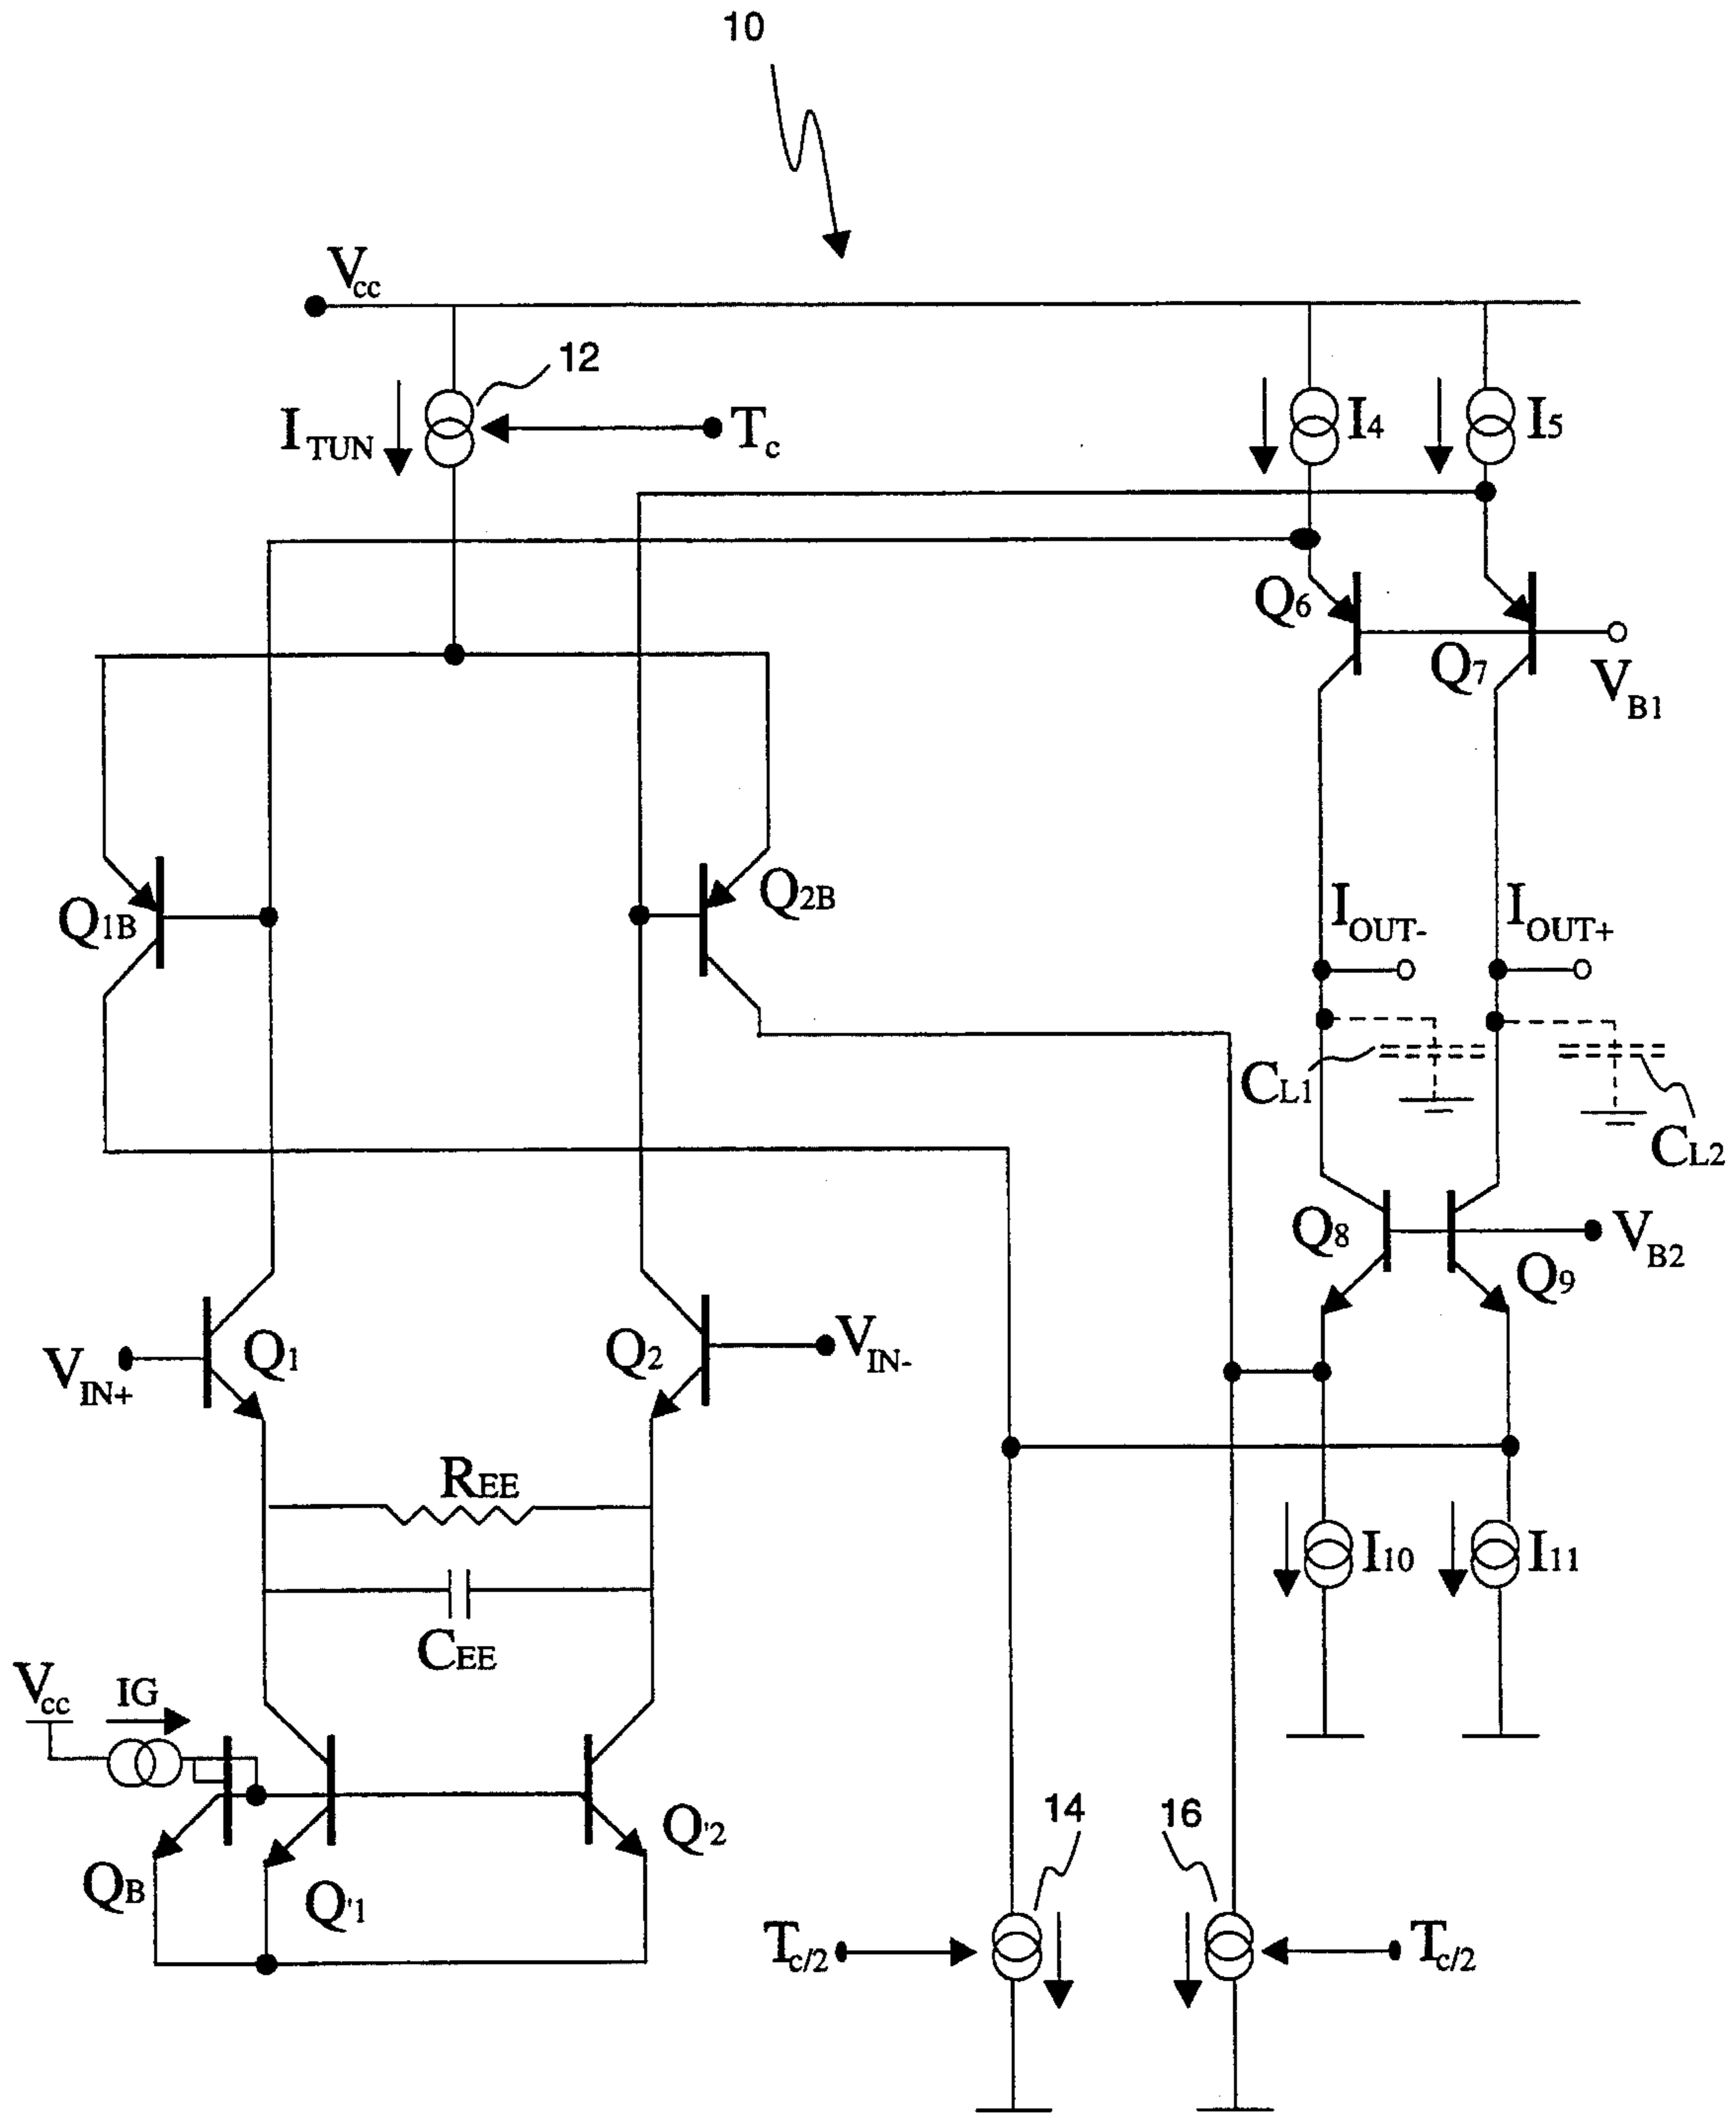 10
Vcc
12
ITUN
Tc
I4
I5
Q6
Q7
VB1
Q1B
Q2B
IOUT-
IOUT+
CL1
CL2
Q8
Q9
VB2
VIN+
Q1
Q2
VIN-
REE
CEE
I10
I11
Vcc
IG
QB
Q'1
Q'2
14
16
Tc/2
Tc/2